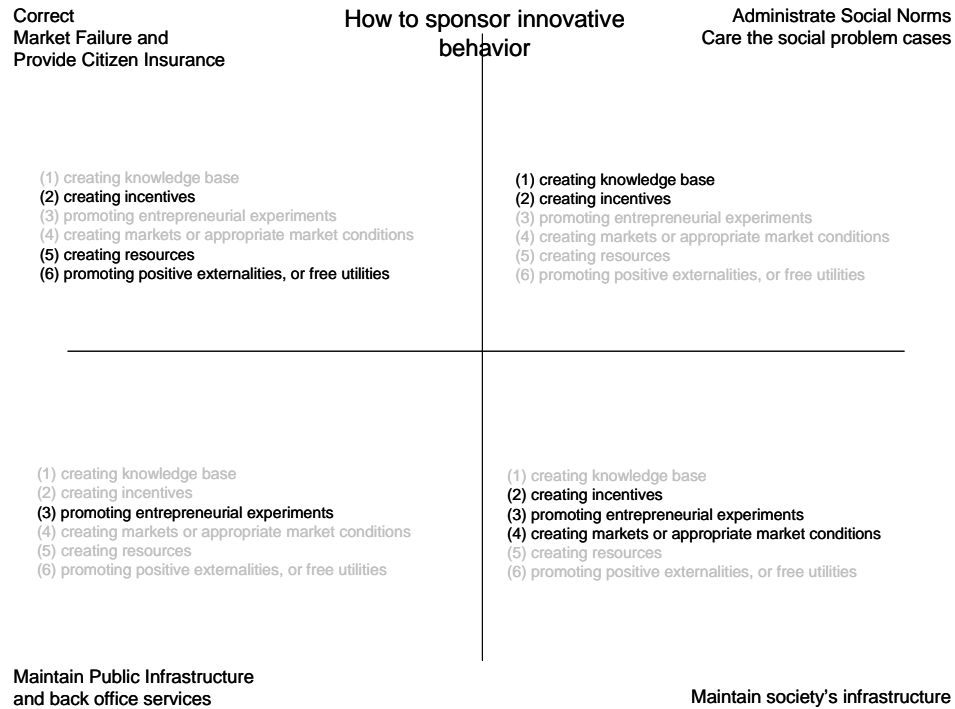 Correct
Market Failure and
Provide Citizen Insurance
How to sponsor innovative
behavior
Administrate Social Norms
Care the social problem cases
(1) creating knowledge base
(2) creating incentives
(3) promoting entrepreneurial experiments
(4) creating markets or appropriate market conditions
(5) creating resources
(6) promoting positive externalities, or free utilities
(1) creating knowledge base
(2) creating incentives
(3) promoting entrepreneurial experiments
(4) creating markets or appropriate market conditions
(5) creating resources
(6) promoting positive externalities, or free utilities
(1) creating knowledge base
(2) creating incentives
(3) promoting entrepreneurial experiments
(4) creating markets or appropriate market conditions
(5) creating resources
(6) promoting positive externalities, or free utilities
(1) creating knowledge base
(2) creating incentives
(3) promoting entrepreneurial experiments
(4) creating markets or appropriate market conditions
(5) creating resources
(6) promoting positive externalities, or free utilities
Maintain Public Infrastructure
and back office services
Maintain society's infrastructure